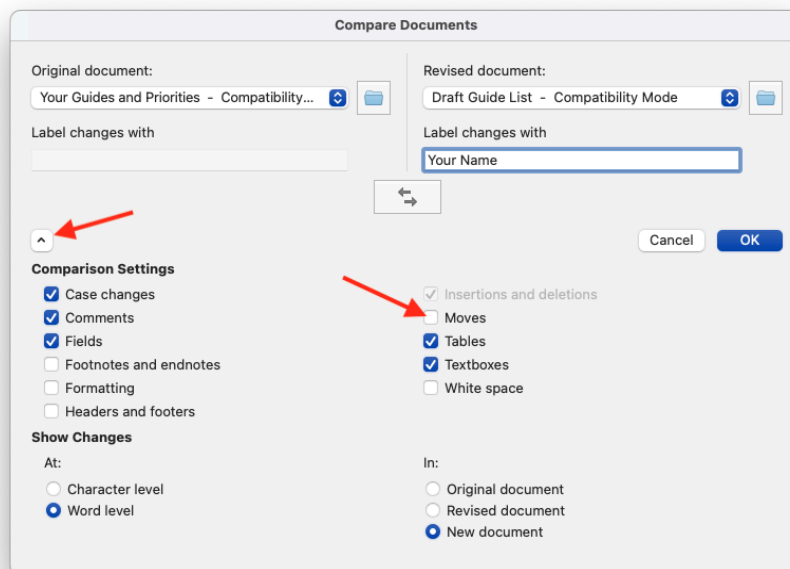 Compare Documents
Original document:
Revised document:
Your Guides and Priorities - Compatibility...
Draft Guide List - Compatibility Mode
Label changes with
Label changes with
Your Name
Cancel
OK
Comparison Settings
Case changes
Insertions and deletions
Comments
Moves
Fields
Tables
Footnotes and endnotes
Textboxes
Formatting
White space
Headers and footers
Show Changes
At:
In:
Character level
Original document
Word level
Revised document
New document